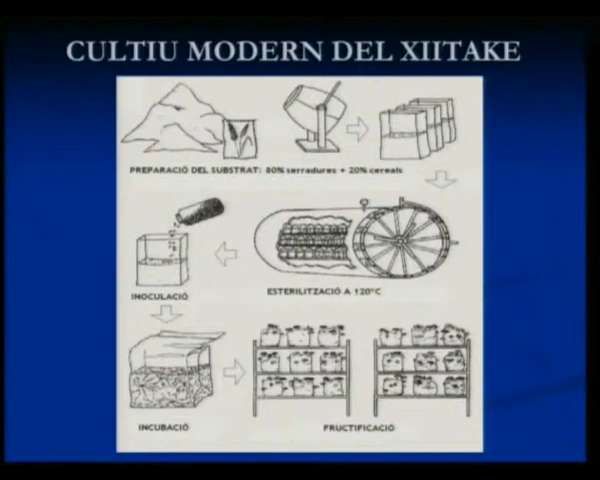 CULTIU MODERN DEL XIITAKE
PREPARACIÓ DEL SUBSTRAT: 80% serradures + 20% cereals
ESTERILITZACIÓ A 120°C
INOCULACIÓ
INCUBACIÓ
FRUCTIFICACIÓ